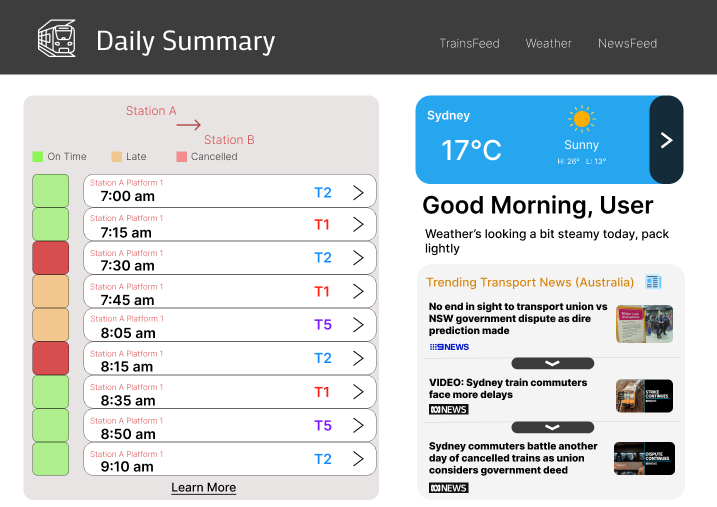 Daily Summary
TrainsFeed
Weather
NewsFeed
Station A
Station B
On Time
Late
Cancelled
Station A Platform 1
7:00 am
T2
Station A Platform 1
7:15 am
T1
Station A Platform 1
7:30 am
T2
Station A Platform 1
7:45 am
T1
Station A Platform 1
8:05 am
T5
Station A Platform 1
8:15 am
T2
Station A Platform 1
8:35 am
T1
Station A Platform 1
8:50 am
T5
Station A Platform 1
9:10 am
T2
Learn More
Sydney
17°C
Sunny
H: 26° L: 13°
Good Morning, User
Weather's looking a bit steamy today, pack
lightly
Trending Transport News (Australia)
No end in sight to transport union vs
NSW government dispute as dire
prediction made
9NEWS
VIDEO: Sydney train commuters
face more delays
NEWS
STRIKE
CONTINUES
Sydney commuters battle another
day of cancelled trains as union
considers government deed
NEWS
DISPUTE
CONTINUES